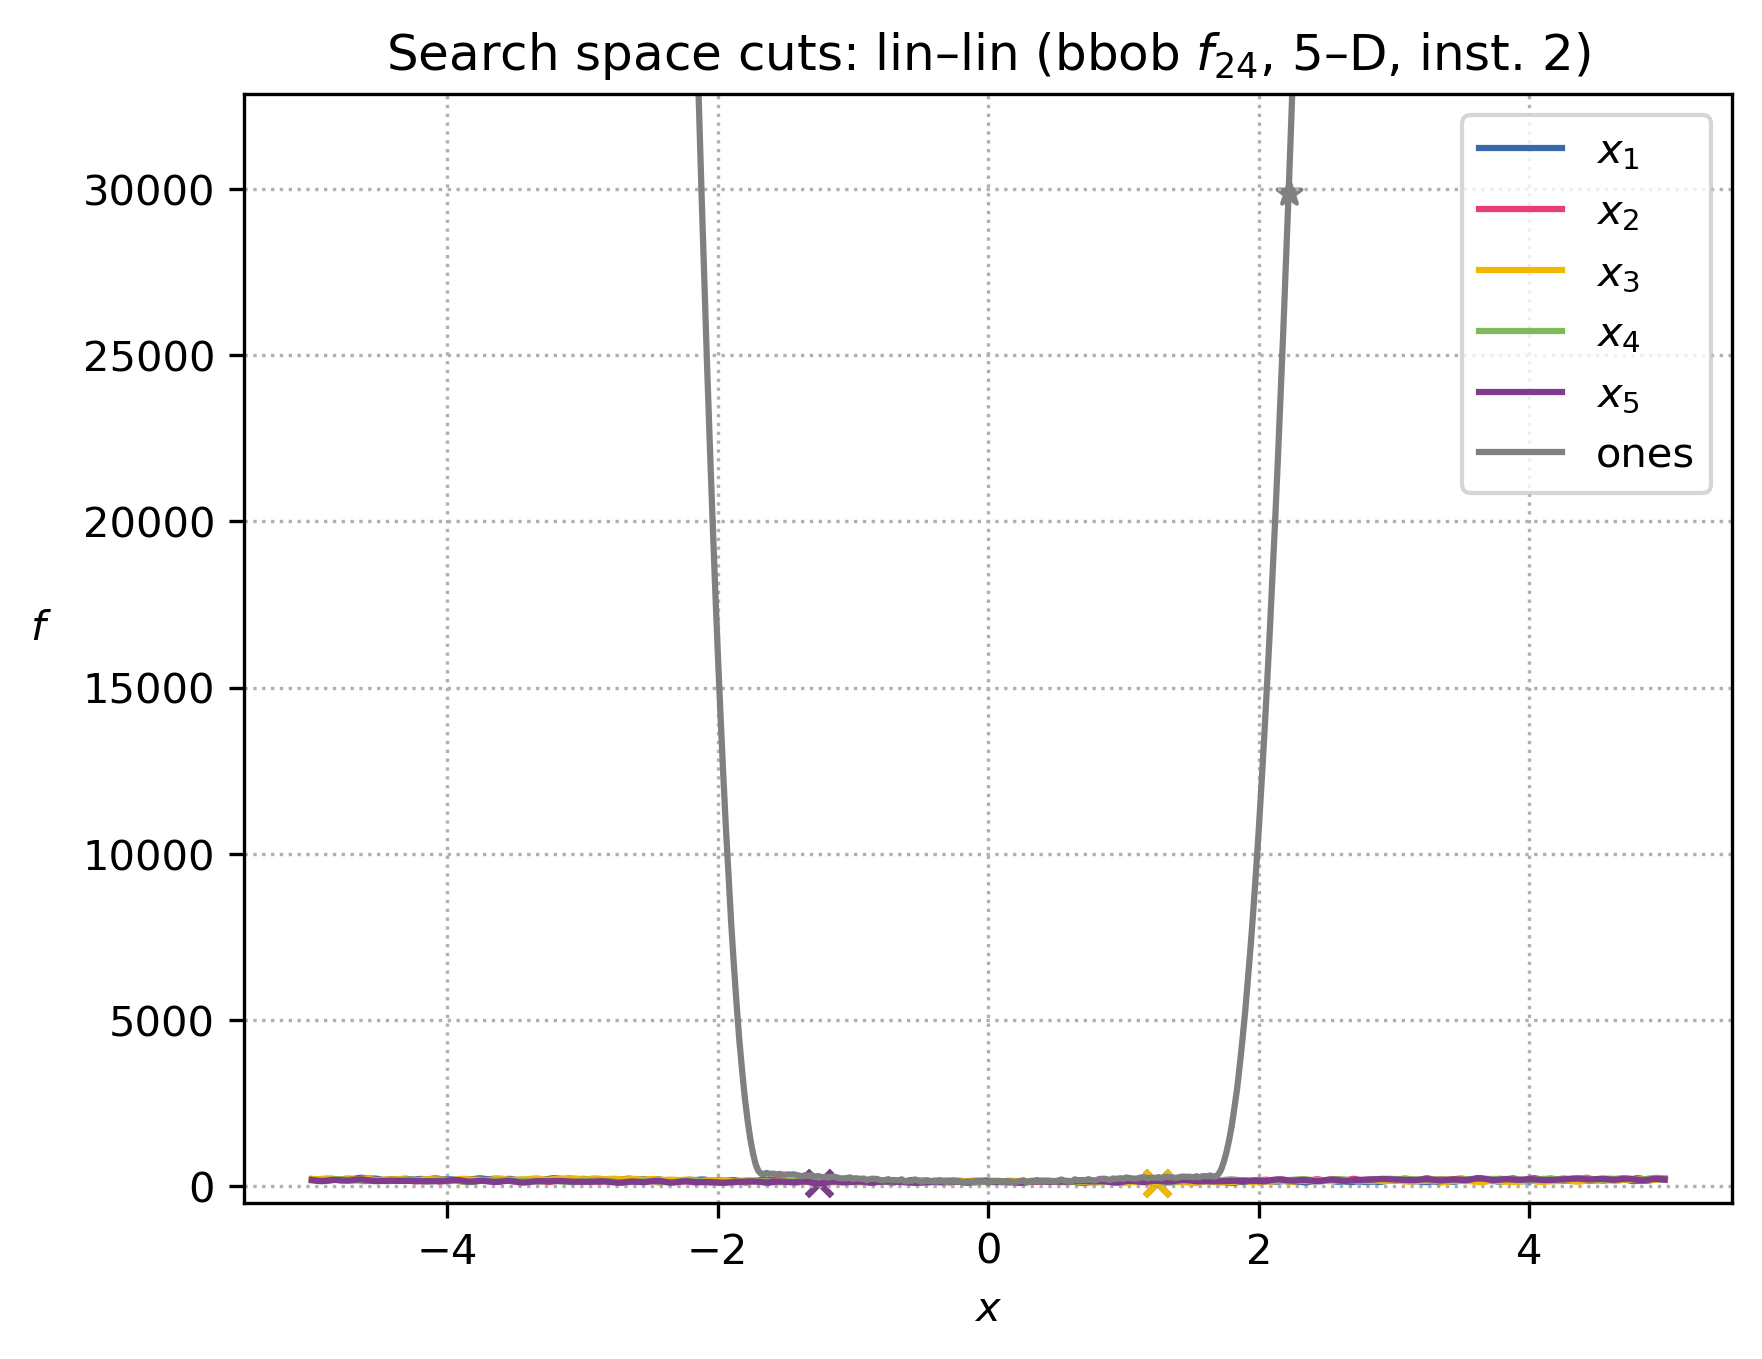 Search space cuts: lin–lin (bbob f₂₄, 5–D, inst. 2)
x₁
x₂
x₃
x₄
x₅
ones
30000
25000
20000
15000
10000
5000
0
f
−4 −2 0 2 4
x